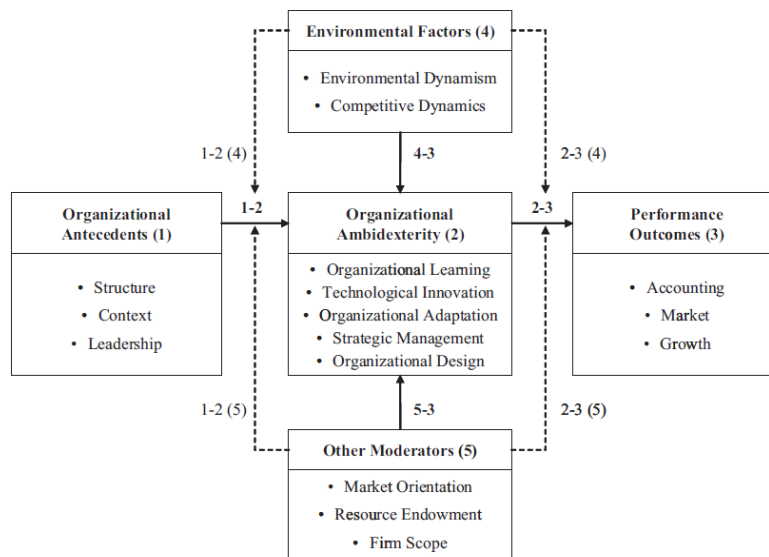 Environmental Factors (4)
• Environmental Dynamism
• Competitive Dynamics
1-2 (4)
4-3
2-3 (4)
Organizational
Antecedents (1)
• Structure
• Context
• Leadership
1-2
Organizational
Ambidexterity (2)
• Organizational Learning
• Technological Innovation
• Organizational Adaptation
• Strategic Management
• Organizational Design
2-3
Performance
Outcomes (3)
• Accounting
• Market
• Growth
1-2 (5)
5-3
2-3 (5)
Other Moderators (5)
• Market Orientation
• Resource Endowment
• Firm Scope